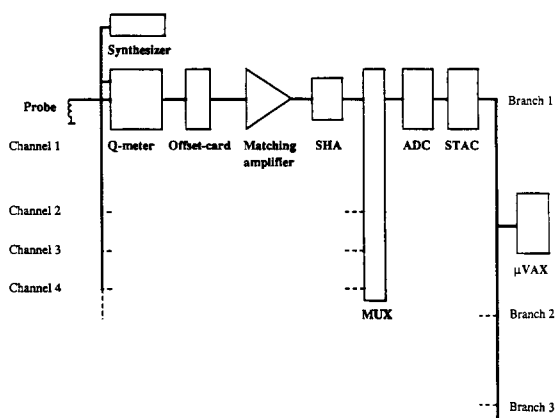 Synthesizer
Probe
Branch 1
Channel 1
Q-meter
Offset-card
Matching
amplifier
SHA
ADC
STAC
Channel 2
Channel 3
μVAX
Channel 4
MUX
Branch 2
Branch 3